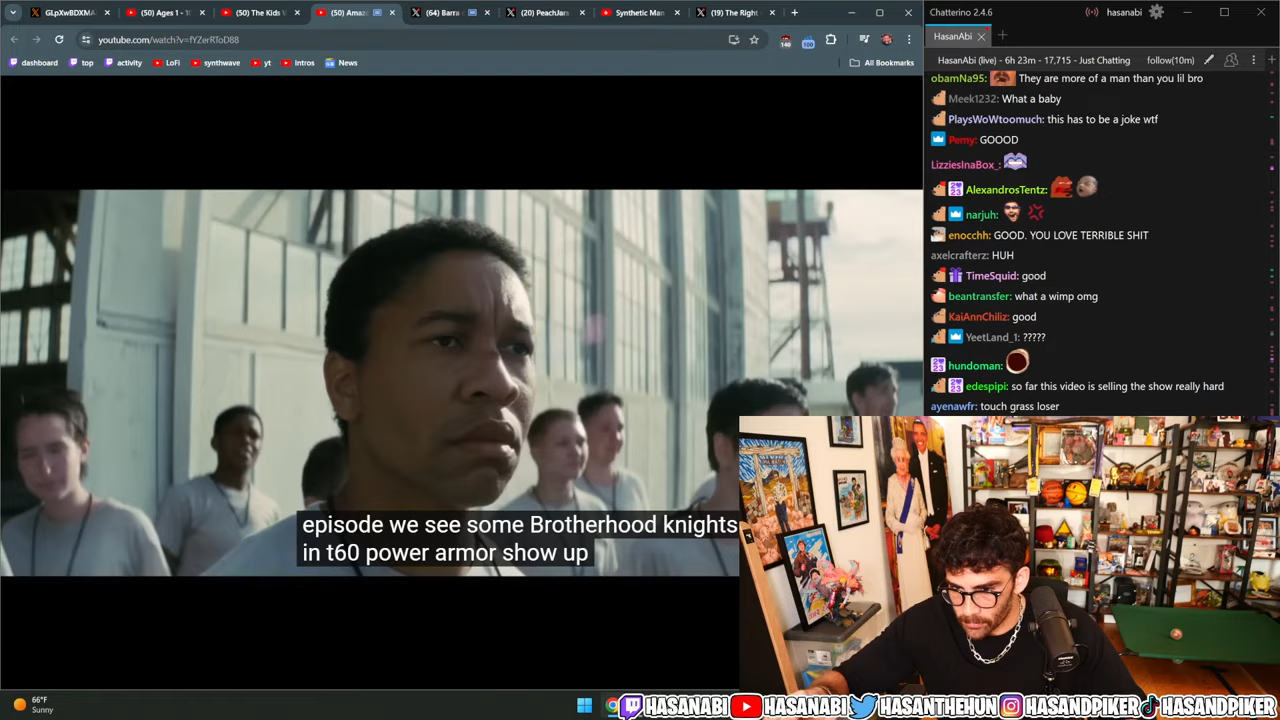 GLpXwBDXMA
(50) Ages 1 - 1
(50) The Kids
(50) Amaz
(64) Barra
(20) PeachJars
Synthetic Man
(19) The Right
youtube.com/watch?v=fYZerRToD88
140
100
dashboard
top
activity
LoFi
synthwave
yt
intros
News
All Bookmarks
episode we see some Brotherhood knights
in t60 power armor show up
66°F
Sunny
Chatterino 2.4.6
hasanabi
HasanAbi
HasanAbi (live) - 6h 23m - 17,715 - Just Chatting
follow(10m)
obamNa95: They are more of a man than you lil bro
Meek1232: What a baby
PlaysWoWtoomuch: this has to be a joke wtf
Pemy: GOOOD
LizziesInaBox_:
AlexandrosTentz:
narjuh:
enocchh: GOOD. YOU LOVE TERRIBLE SHIT
axelcrafterz: HUH
TimeSquid: good
beantransfer: what a wimp omg
KaiAnnChiliz: good
YeetLand_1: ?????
hundoman:
edespipi: so far this video is selling the show really hard
ayenawfr: touch grass loser
HASANABI HASANABI HASANTHEHUN HASANDPIKER HASANDPIKER